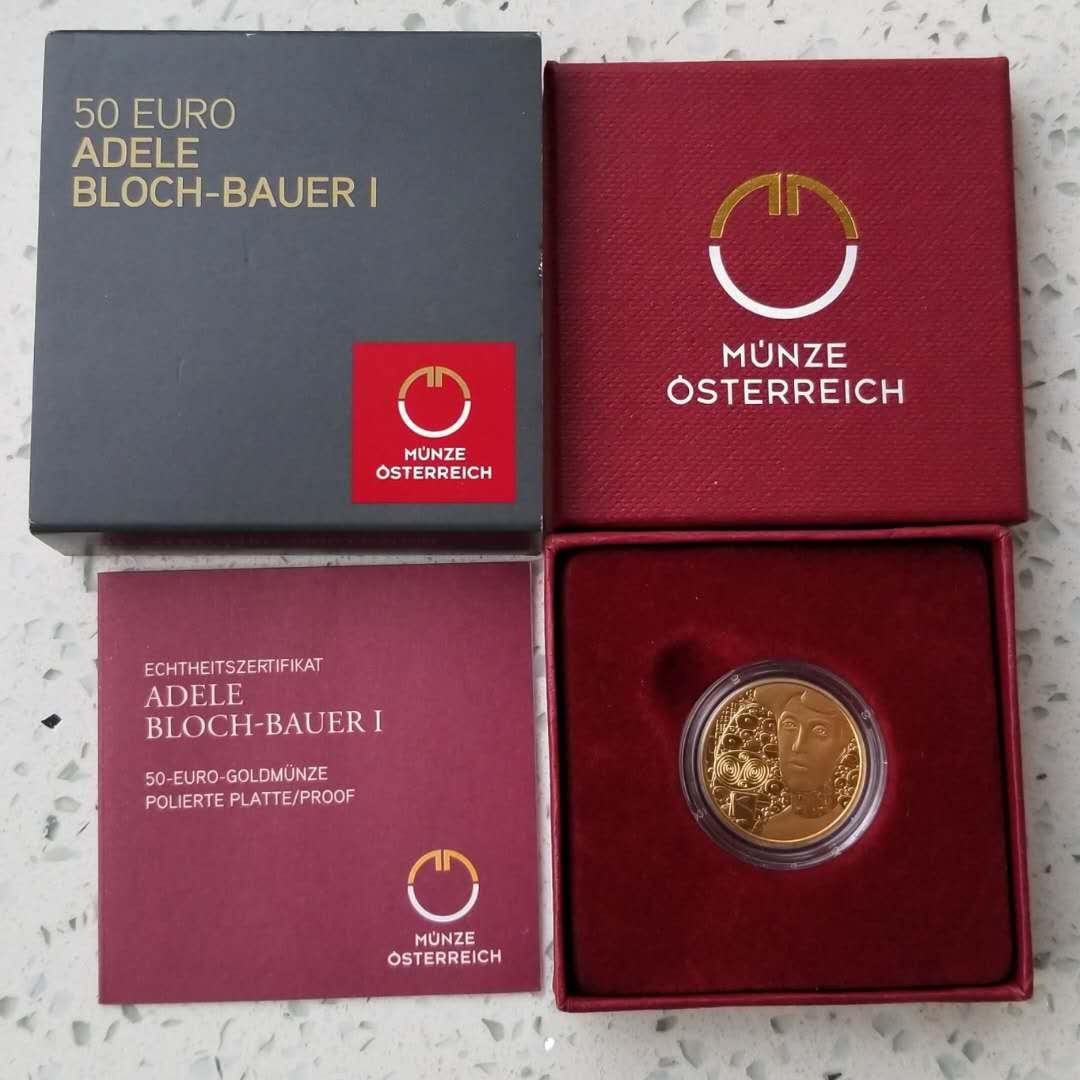 50 EURO
ADELE
BLOCH-BAUER I
MÜNZE
ÖSTERREICH
MÜNZE
ÖSTERREICH
ECHTHEITSZERTIFIKAT
ADELE
BLOCH-BAUER I
50-EURO-GOLDMÜNZE
POLIERTE PLATTE/PROOF
MÜNZE
ÖSTERREICH